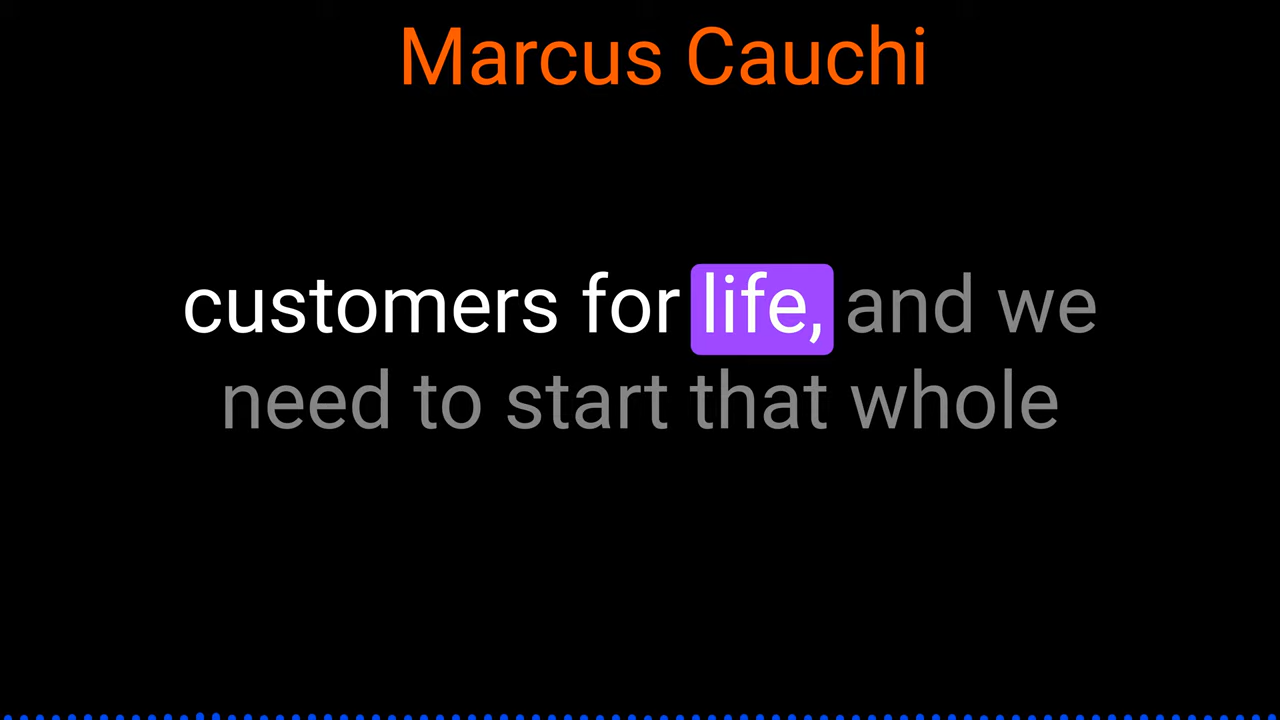 Marcus Cauchi
customers for life, and we
need to start that whole